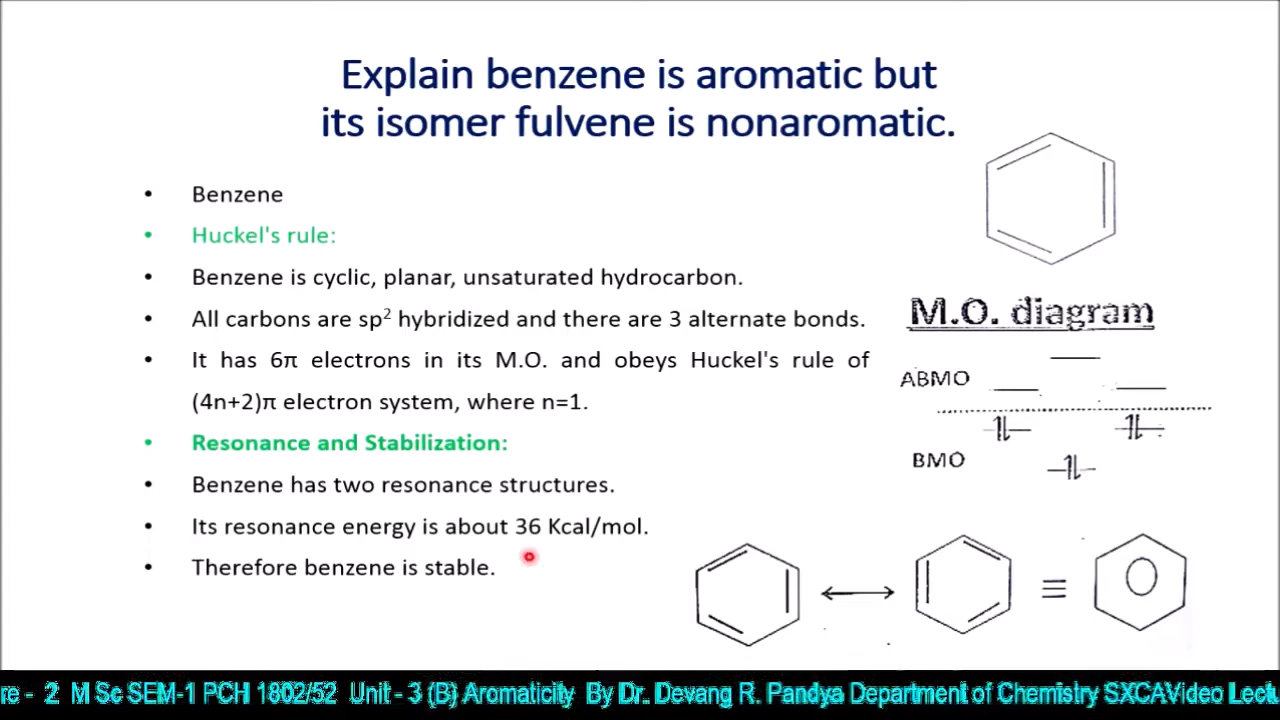 Explain benzene is aromatic but
its isomer fulvene is nonaromatic.
• Benzene
• Huckel's rule:
• Benzene is cyclic, planar, unsaturated hydrocarbon.
• All carbons are sp² hybridized and there are 3 alternate bonds.
• It has 6π electrons in its M.O. and obeys Huckel's rule of
(4n+2)π electron system, where n=1.
• Resonance and Stabilization:
• Benzene has two resonance structures.
• Its resonance energy is about 36 Kcal/mol.
• Therefore benzene is stable.
M.O. diagram
ABMO
BMO
re - 2 M Sc SEM-1 PCH 1802/52 Unit - 3 (B) Aromaticity By Dr. Devang R. Pandya Department of Chemistry SXCAVideo Lectu